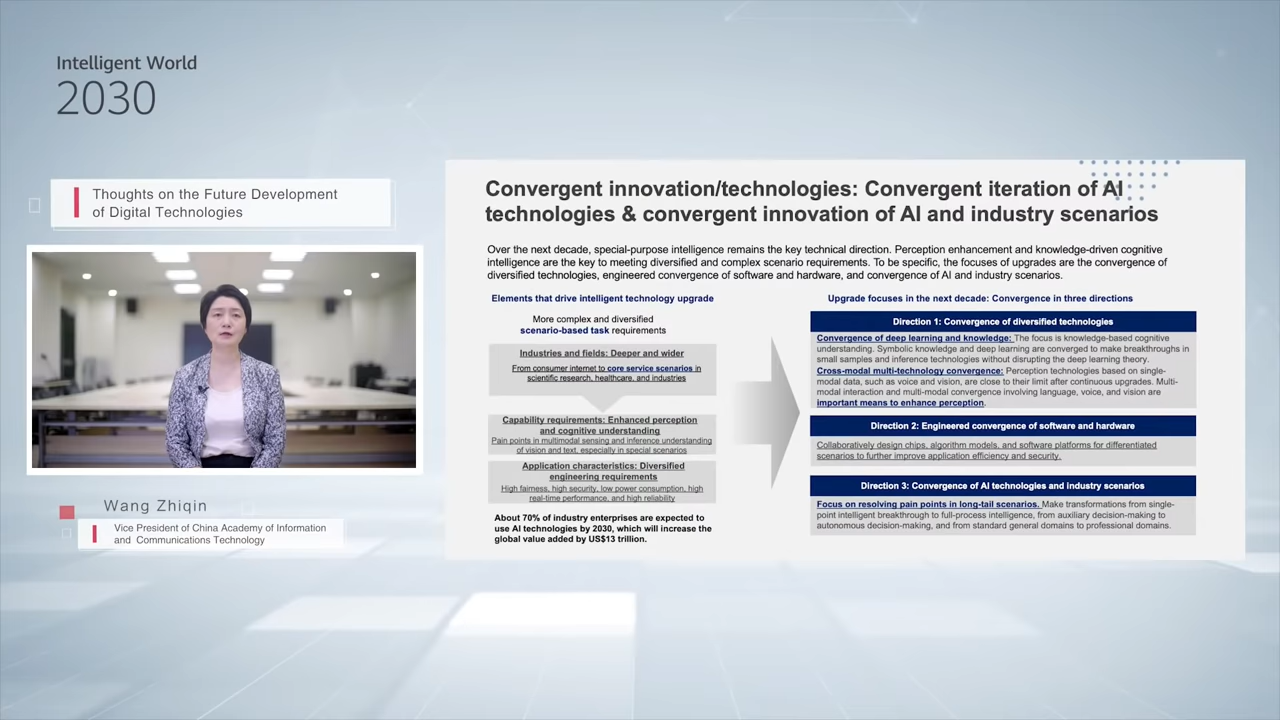 Intelligent World
2030
Thoughts on the Future Development
of Digital Technologies
Wang Zhiqin
Vice President of China Academy of Information
and Communications Technology
Convergent innovation/technologies: Convergent iteration of AI
technologies & convergent innovation of AI and industry scenarios
Over the next decade, special-purpose intelligence remains the key technical direction. Perception enhancement and knowledge-driven cognitive
intelligence are the key to meeting diversified and complex scenario requirements. To be specific, the focuses of upgrades are the convergence of
diversified technologies, engineered convergence of software and hardware, and convergence of AI and industry scenarios.
Elements that drive intelligent technology upgrade
More complex and diversified
scenario-based task requirements
Industries and fields: Deeper and wider
From consumer internet to core service scenarios in
scientific research, healthcare, and industries
Capability requirements: Enhanced perception
and cognitive understanding
Pain points in multimodal sensing and inference understanding
of vision and text, especially in special scenarios
Application characteristics: Diversified
engineering requirements
High fairness, high security, low power consumption, high
real-time performance, and high reliability
About 70% of industry enterprises are expected to
use AI technologies by 2030, which will increase the
global value added by US$13 trillion.
Upgrade focuses in the next decade: Convergence in three directions
Direction 1: Convergence of diversified technologies
Convergence of deep learning and knowledge: The focus is knowledge-based cognitive
understanding. Symbolic knowledge and deep learning are converged to make breakthroughs in
small samples and inference technologies without disrupting the deep learning theory.
Cross-modal multi-technology convergence: Perception technologies based on single-
modal data, such as voice and vision, are close to their limit after continuous upgrades. Multi-
modal interaction and multi-modal convergence involving language, voice, and vision are
important means to enhance perception.
Direction 2: Engineered convergence of software and hardware
Collaboratively design chips, algorithm models, and software platforms for differentiated
scenarios to further improve application efficiency and security.
Direction 3: Convergence of AI technologies and industry scenarios
Focus on resolving pain points in long-tail scenarios. Make transformations from single-
point intelligent breakthrough to full-process intelligence, from auxiliary decision-making to
autonomous decision-making, and from standard general domains to professional domains.